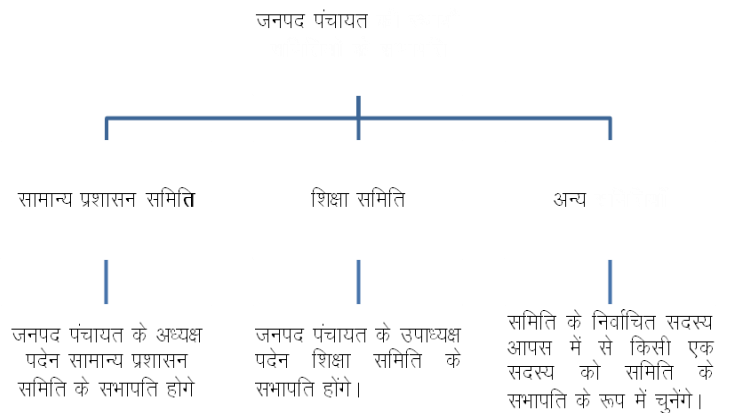 जनपद पंचायत
सामान्य प्रशासन समिति
शिक्षा समिति
अन्य
जनपद पंचायत के अध्यक्ष
पदेन सामान्य प्रशासन
समिति के सभापति होगे
जनपद पंचायत के उपाध्यक्ष
पदेन शिक्षा समिति के
सभापति होंगे।
समिति के निर्वाचित सदस्य
आपस में से किसी एक
सदस्य को समिति के
सभापति के रूप में चुनेंगे।